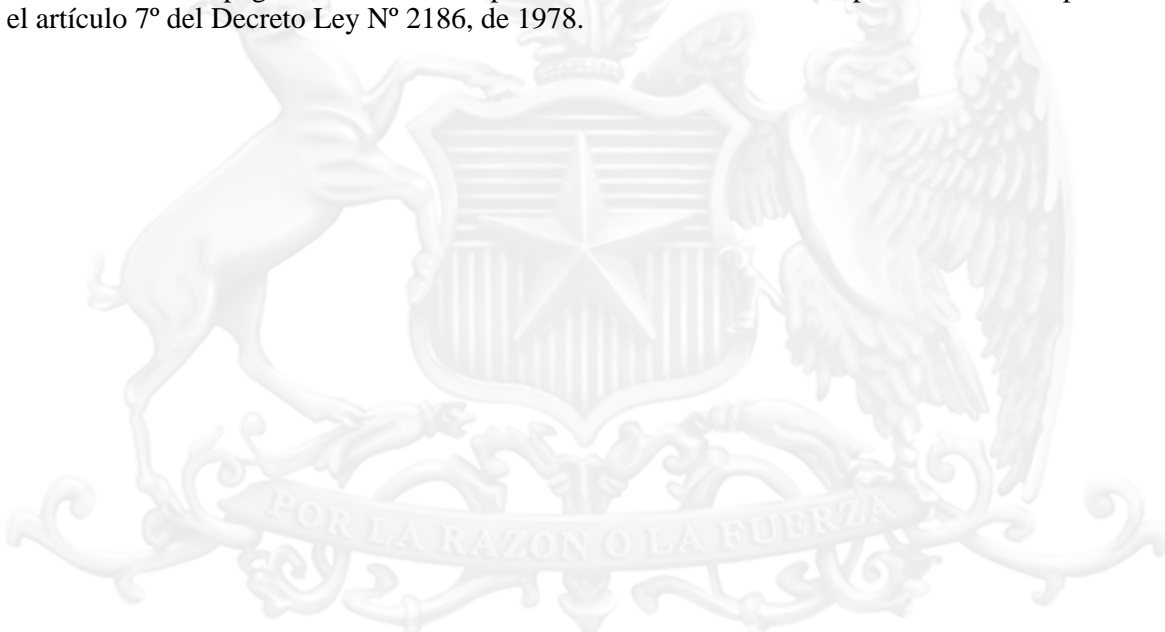 el artículo 7º del Decreto Ley Nº 2186, de 1978.
POR LA RAZON O LA FUERZA